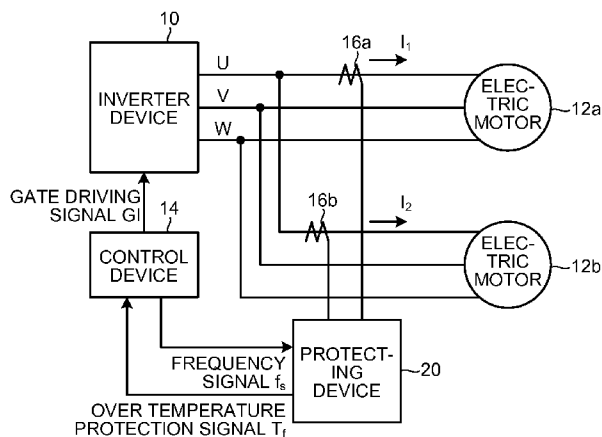 10
U
V
W
INVERTER
DEVICE
16a
I₁
ELEC-
TRIC
MOTOR
12a
GATE DRIVING
SIGNAL GI
14
CONTROL
DEVICE
16b
I₂
ELEC-
TRIC
MOTOR
12b
FREQUENCY
SIGNAL fₛ
PROTECT-
ING
DEVICE
20
OVER TEMPERATURE
PROTECTION SIGNAL T_f